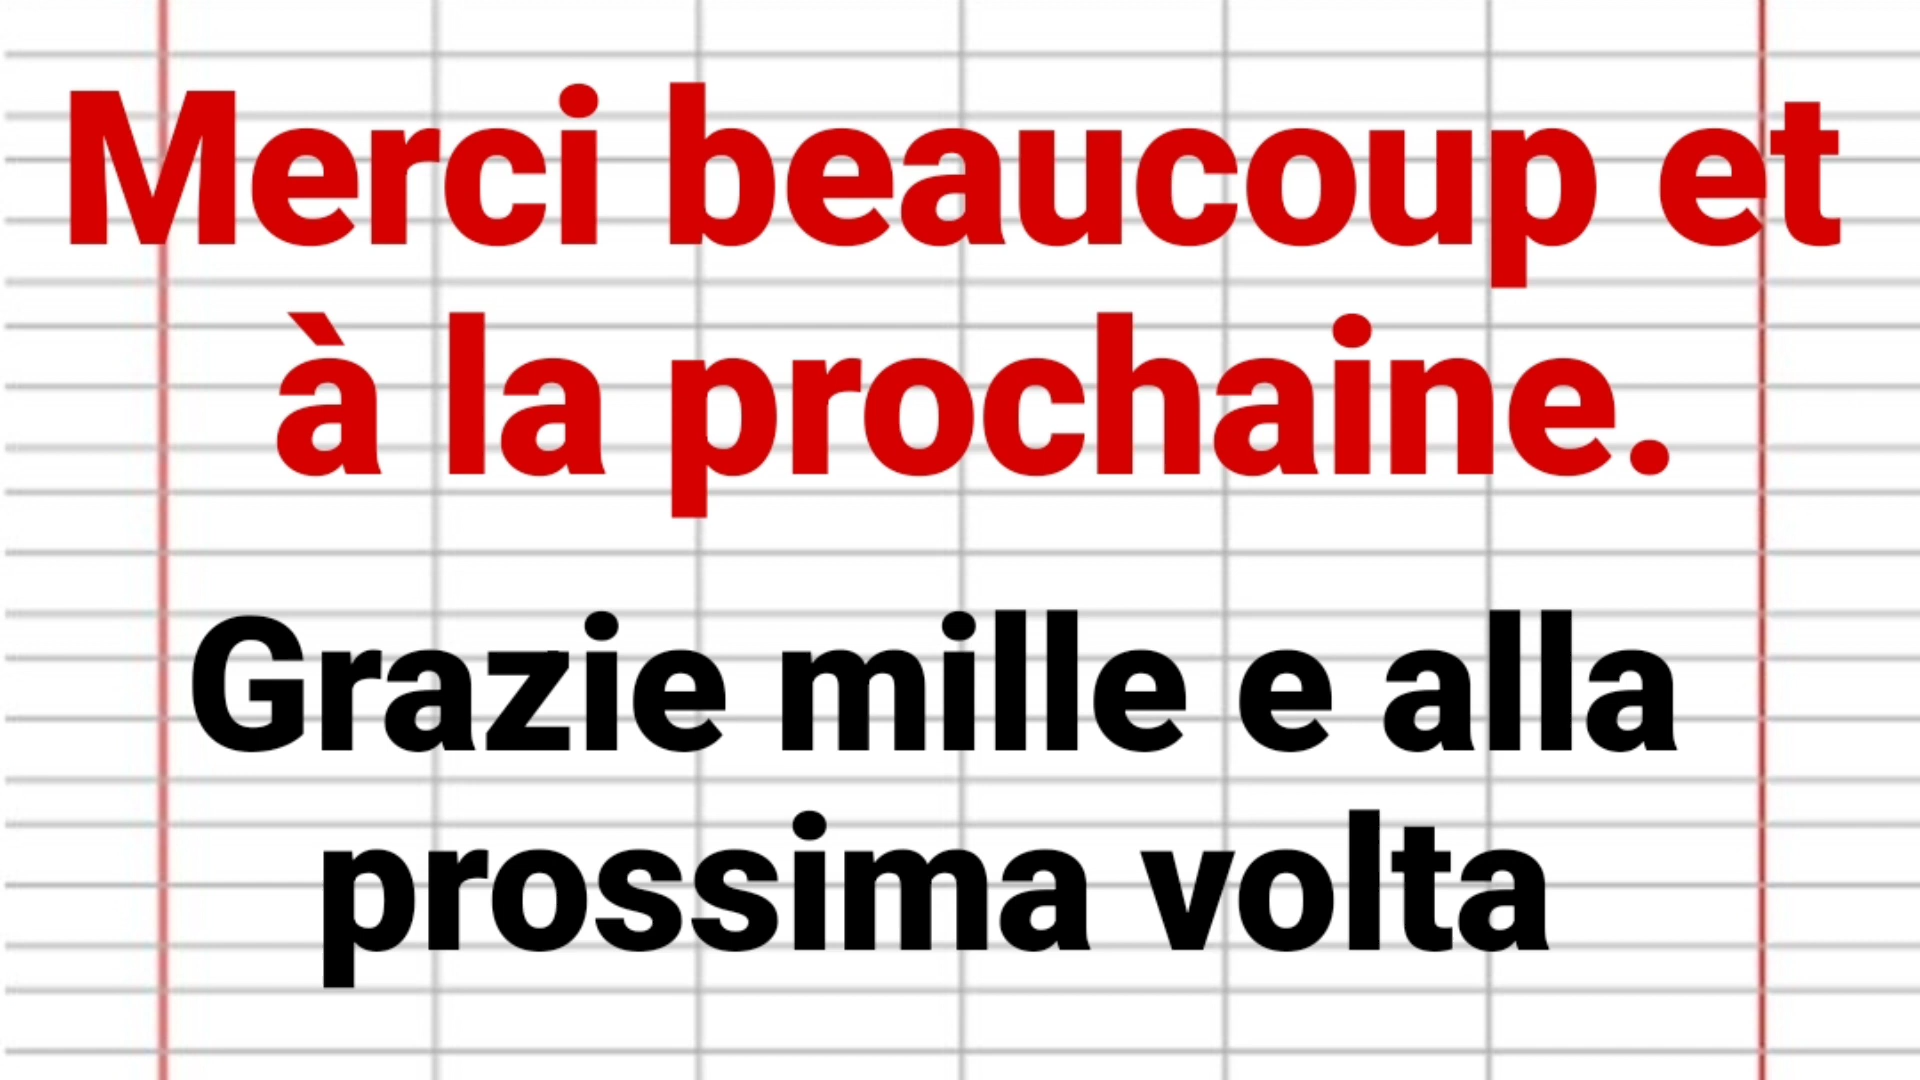 Merci beaucoup et
à la prochaine.
Grazie mille e alla
prossima volta